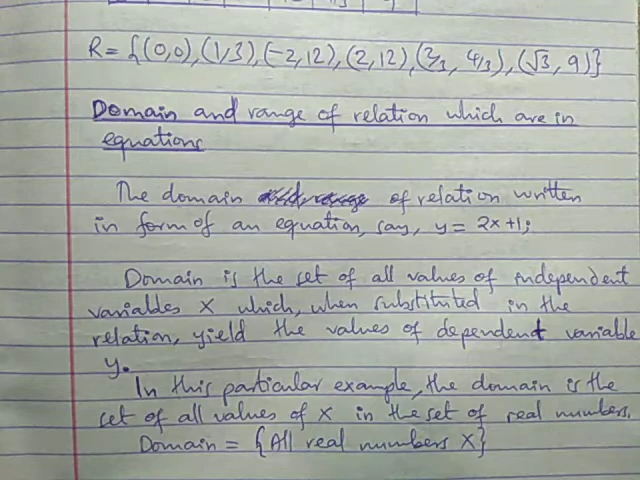 R = {(0,0), (1,3), (-2,12), (2,12), (2/3, 4/3), (√3, 9)}
Domain and range of relation which are in
equations
The domain of relation written
in form of an equation, say, y = 2x+1;
Domain is the set of all values of independent
variables X which, when substituted in the
relation, yield the values of dependent variable
y.
In this particular example, the domain is the
set of all values of X in the set of real numbers.
Domain = {All real numbers X}